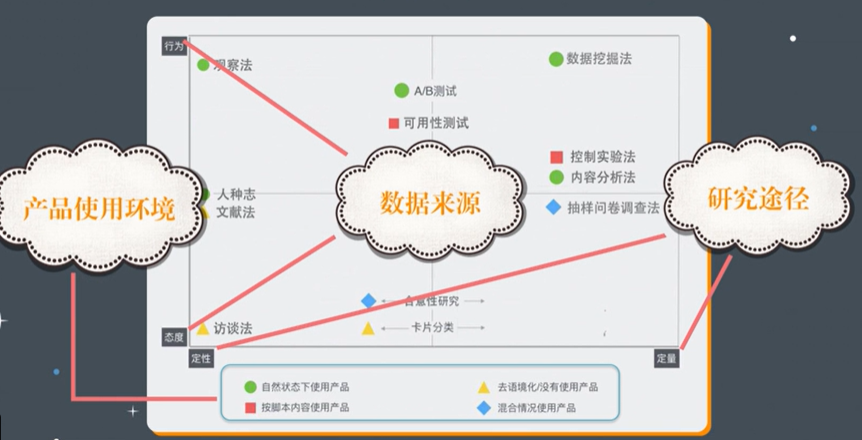 行为
观察法
数据挖掘法
A/B测试
可用性测试
控制实验法
内容分析法
产品使用环境
人种志
文献法
数据来源
抽样问卷调查法
研究途径
合意性研究
态度
访谈法
卡片分类
定性
定量
自然状态下使用产品
去语境化/没有使用产品
按脚本内容使用产品
混合情况使用产品